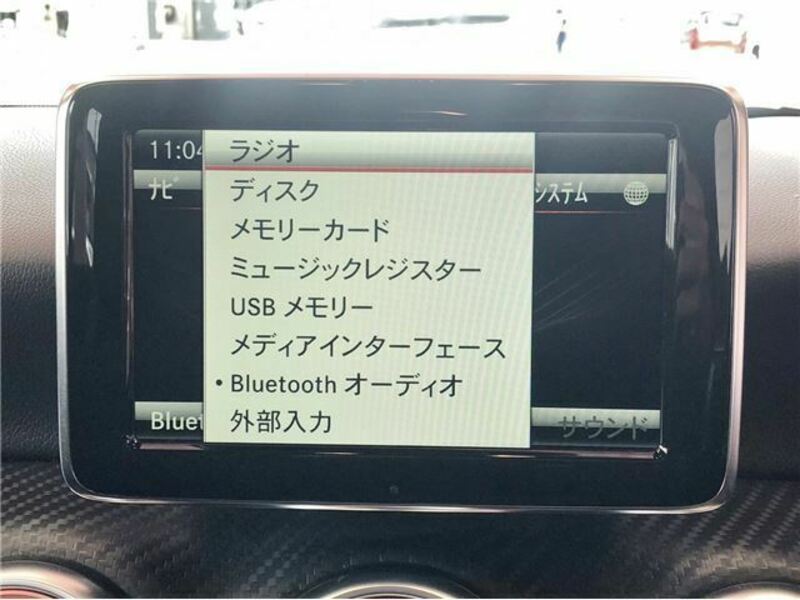 11:04
ラジオ
ナビ
ディスク
システム
メモリーカード
ミュージックレジスター
USB メモリー
メディアインターフェース
• Bluetooth オーディオ
Bluet
外部入力
サウンド